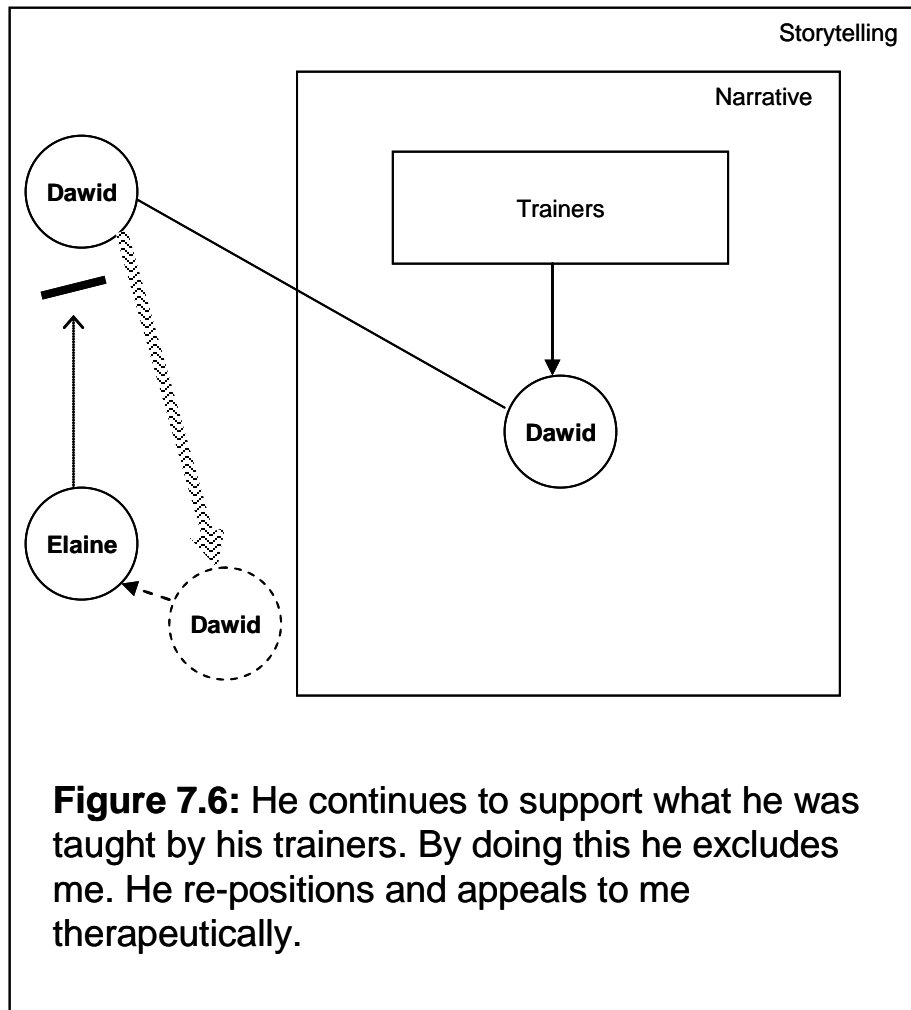 Storytelling
Narrative
Dawid
Trainers
Dawid
Elaine
Dawid
Figure 7.6: He continues to support what he was
taught by his trainers. By doing this he excludes
me. He re-positions and appeals to me
therapeutically.